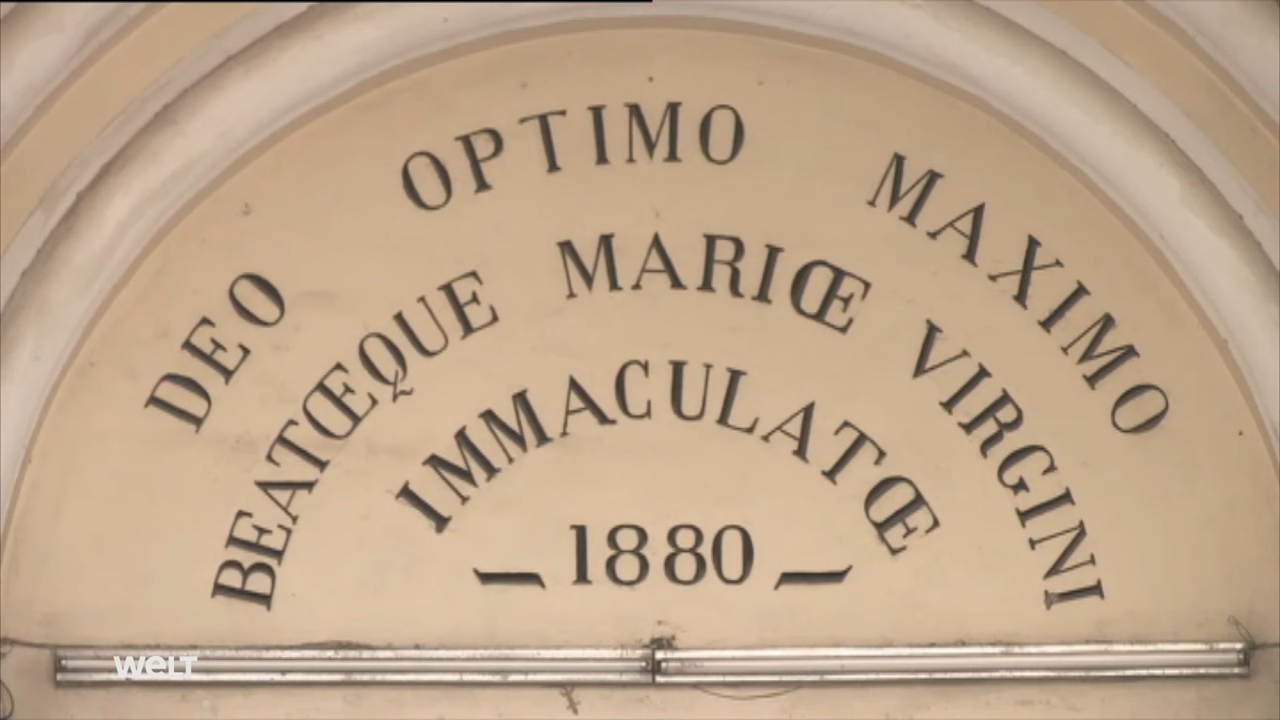 DEO OPTIMO MAXIMO
BEATŒQUE MARIŒ VIRGINI
IMMACULATŒ
1880
WELT